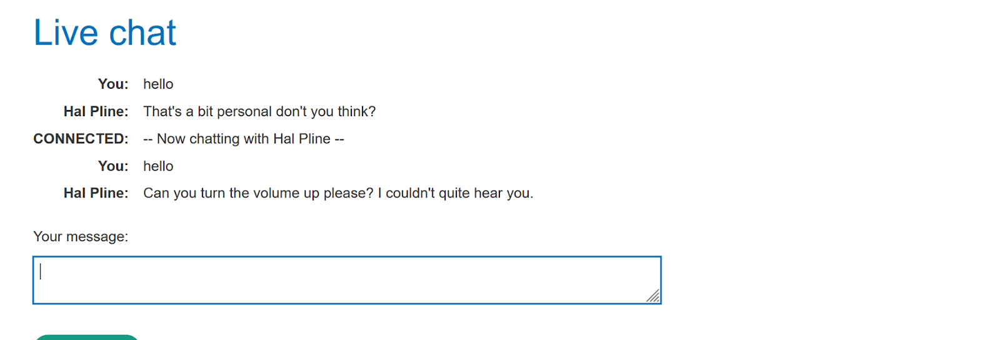 Live chat
You: hello
Hal Pline: That's a bit personal don't you think?
CONNECTED: -- Now chatting with Hal Pline --
You: hello
Hal Pline: Can you turn the volume up please? I couldn't quite hear you.
Your message: